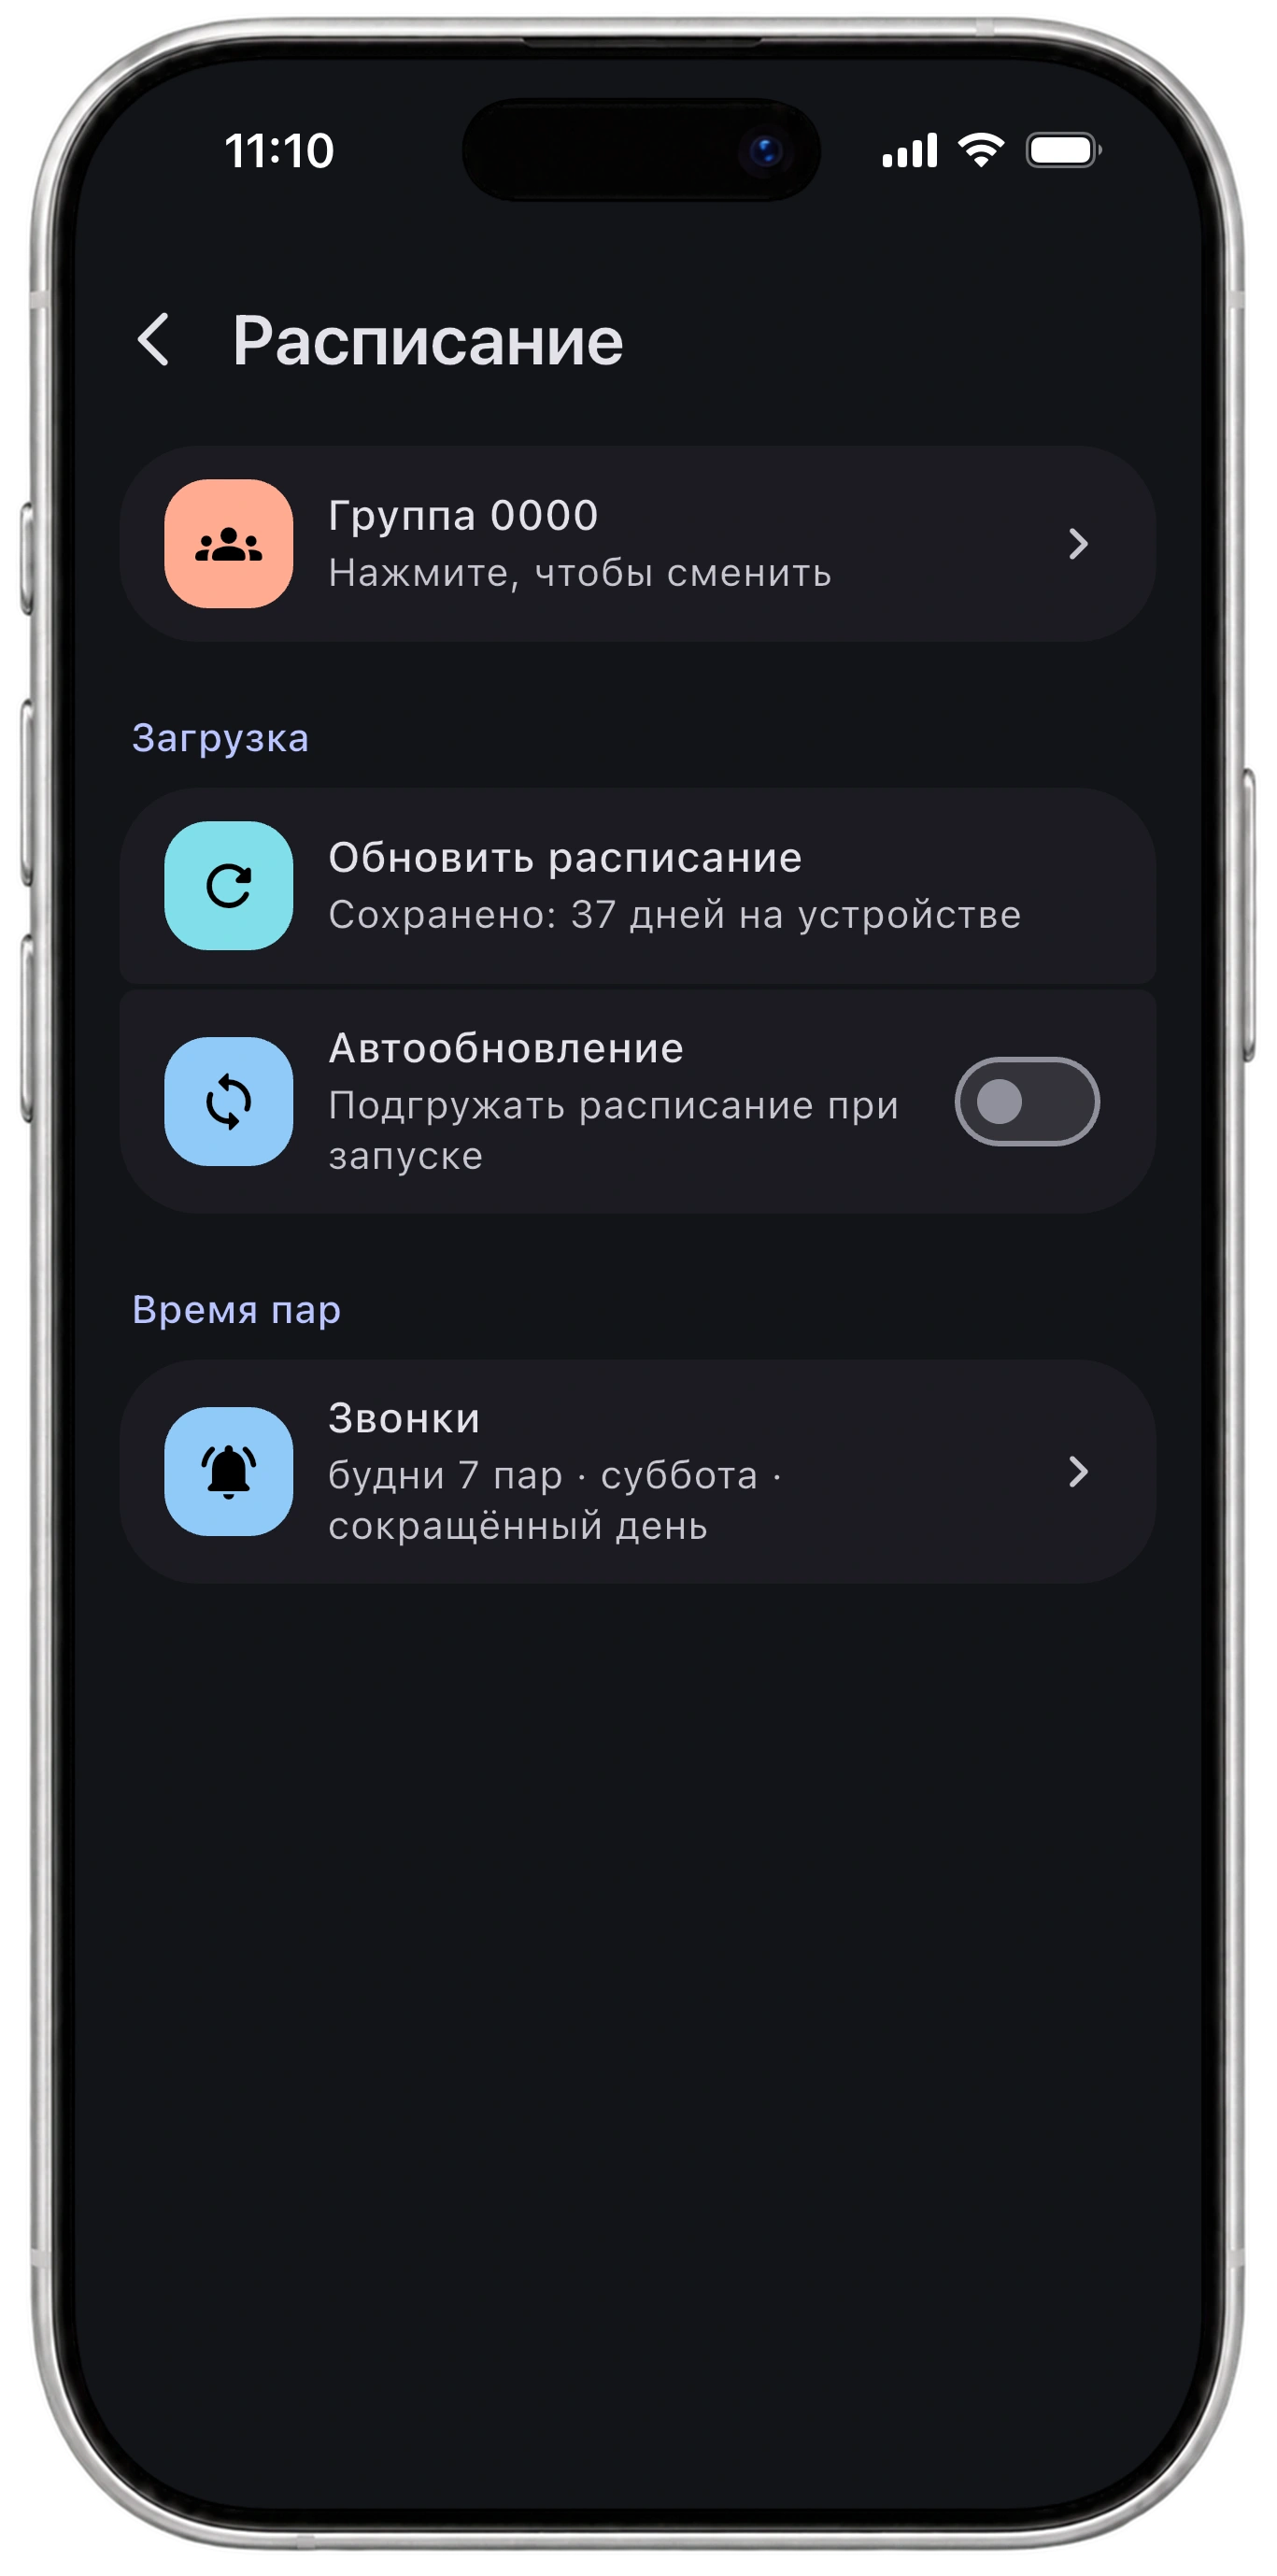 11:10
Расписание
Группа 0000
Нажмите, чтобы сменить
Загрузка
Обновить расписание
Сохранено: 37 дней на устройстве
Автообновление
Подгружать расписание при
запуске
Время пар
Звонки
будни 7 пар · суббота ·
сокращённый день